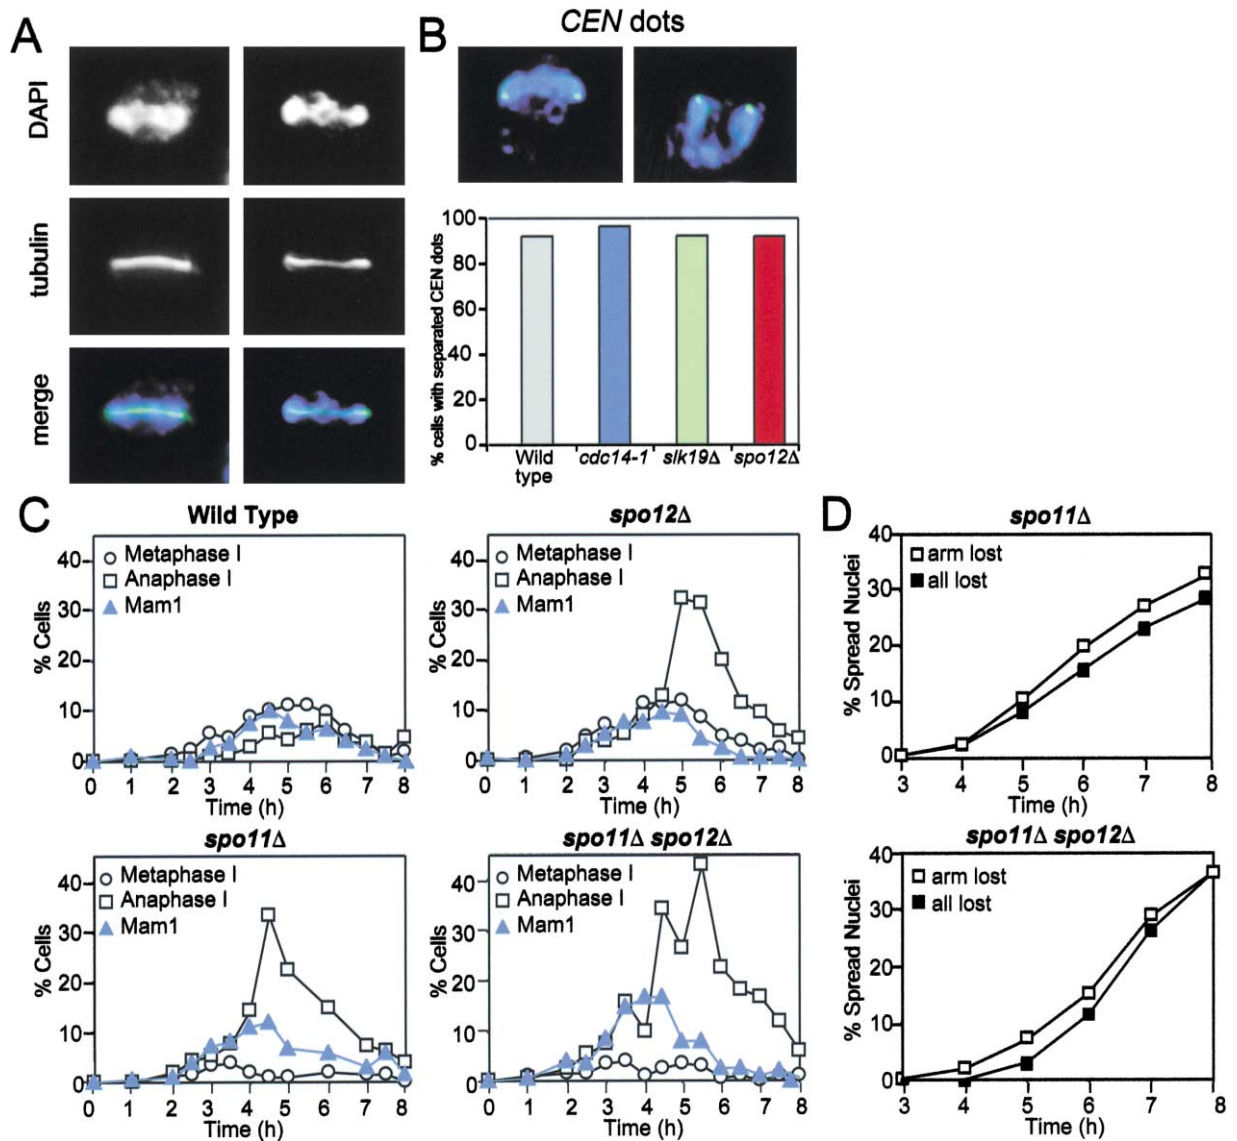 A
DAPI
tubulin
merge
B
CEN dots
% cells with separated CEN dots
100
80
60
40
20
0
Wild type
cdc14-1
slk19Δ
spo12Δ
C
Wild Type
Metaphase I
Anaphase I
Mam1
% Cells
40
30
20
10
0
0 1 2 3 4 5 6 7 8
Time (h)
spo12Δ
Metaphase I
Anaphase I
Mam1
% Cells
40
30
20
10
0
0 1 2 3 4 5 6 7 8
Time (h)
D
spo11Δ
arm lost
all lost
% Spread Nuclei
40
30
20
10
0
3 4 5 6 7 8
Time (h)
spo11Δ
Metaphase I
Anaphase I
Mam1
% Cells
40
30
20
10
0
0 1 2 3 4 5 6 7 8
Time (h)
spo11Δ spo12Δ
Metaphase I
Anaphase I
Mam1
% Cells
40
30
20
10
0
0 1 2 3 4 5 6 7 8
Time (h)
spo11Δ spo12Δ
arm lost
all lost
% Spread Nuclei
40
30
20
10
0
3 4 5 6 7 8
Time (h)